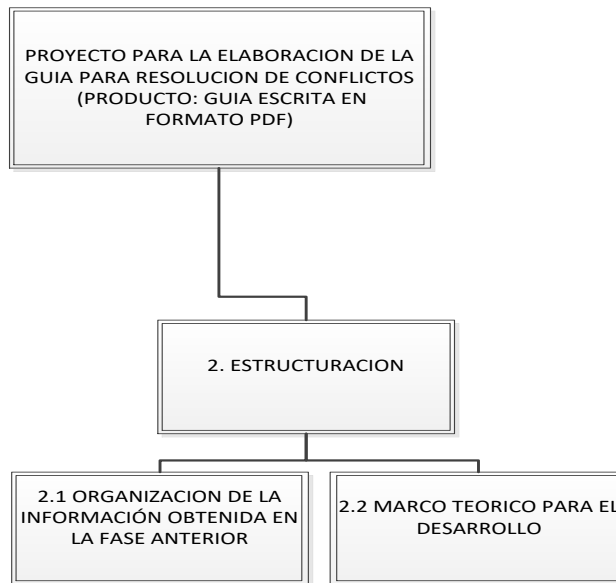 PROYECTO PARA LA ELABORACION DE LA
GUIA PARA RESOLUCION DE CONFLICTOS
(PRODUCTO: GUIA ESCRITA EN
FORMATO PDF)
2. ESTRUCTURACION
2.1 ORGANIZACION DE LA
INFORMACIÓN OBTENIDA EN
LA FASE ANTERIOR
2.2 MARCO TEORICO PARA EL
DESARROLLO